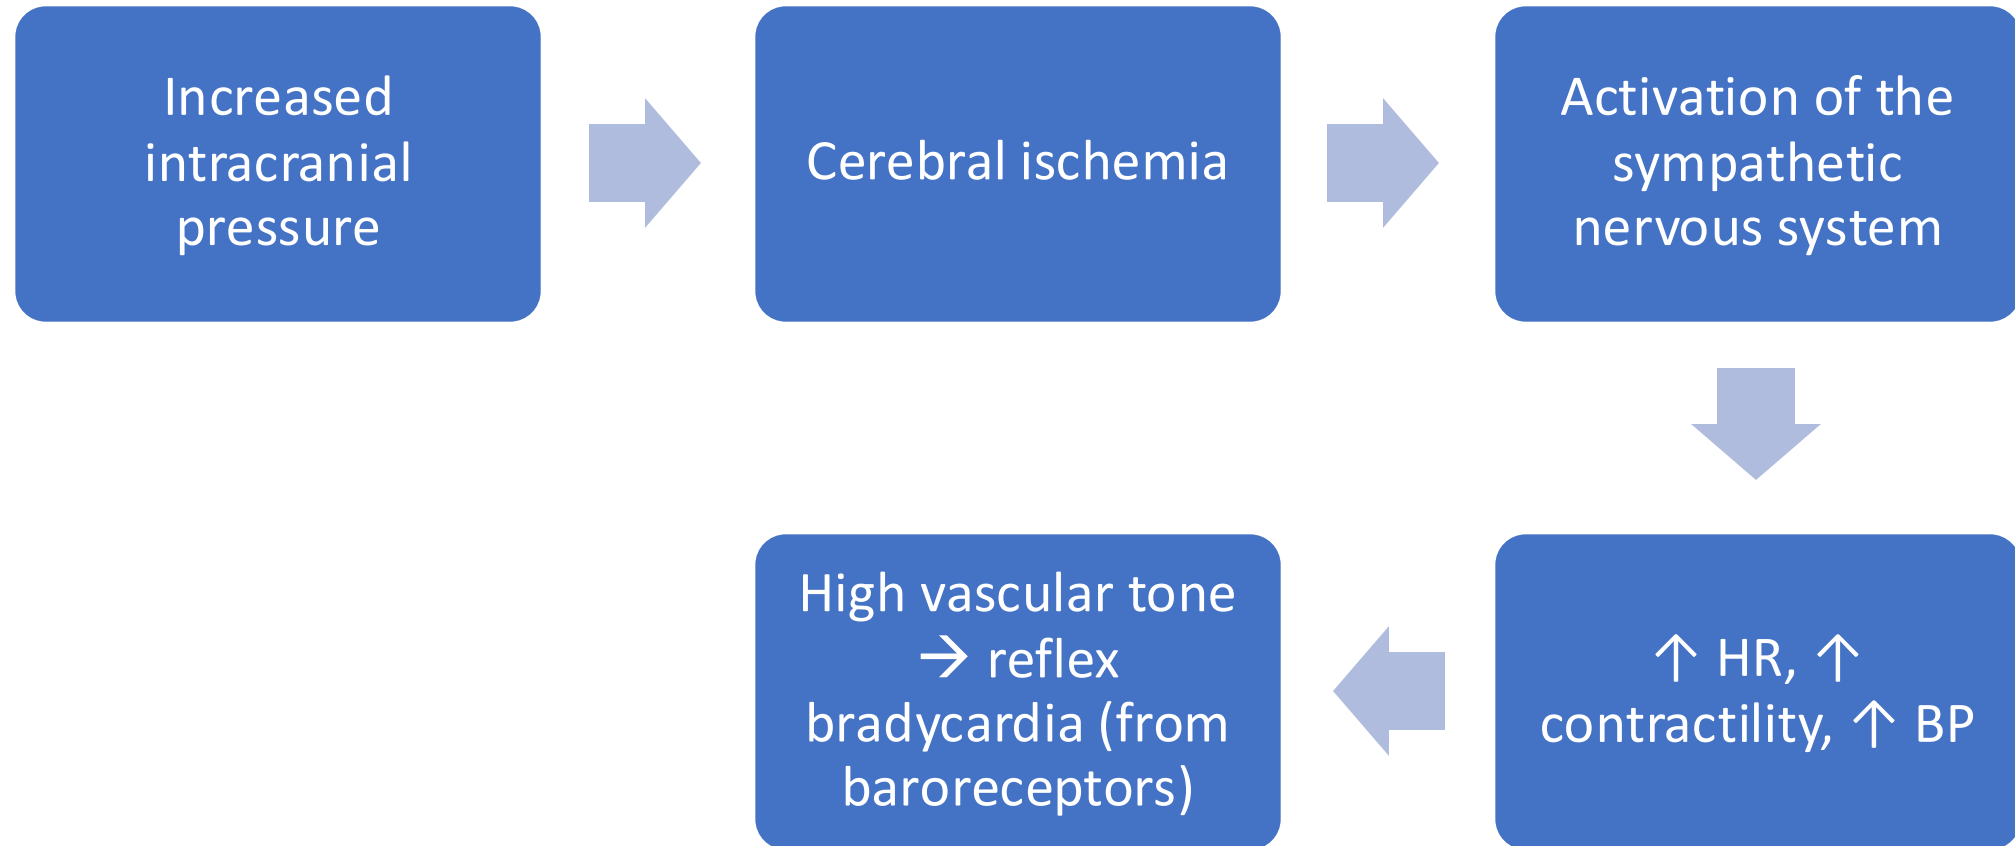 Increased
intracranial
pressure
Cerebral ischemia
Activation of the
sympathetic
nervous system
↑ HR, ↑
contractility, ↑ BP
High vascular tone
→ reflex
bradycardia (from
baroreceptors)